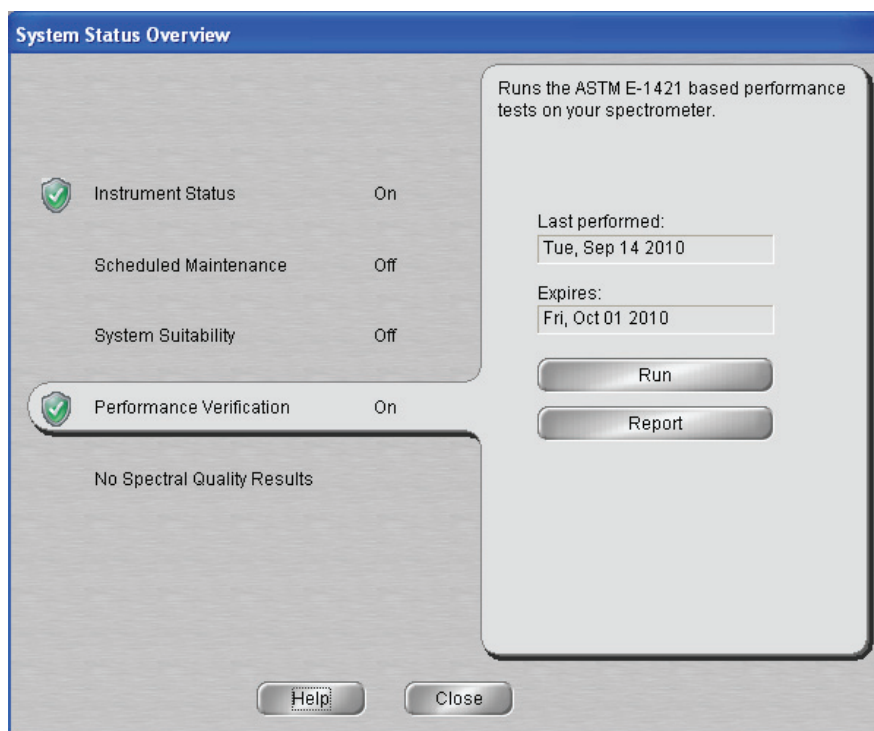 System Status Overview
Runs the ASTM E-1421 based performance
tests on your spectrometer.
Instrument Status On
Last performed:
Tue, Sep 14 2010
Scheduled Maintenance Off
Expires:
Fri, Oct 01 2010
System Suitability Off
Run
Performance Verification On
Report
No Spectral Quality Results
Help Close